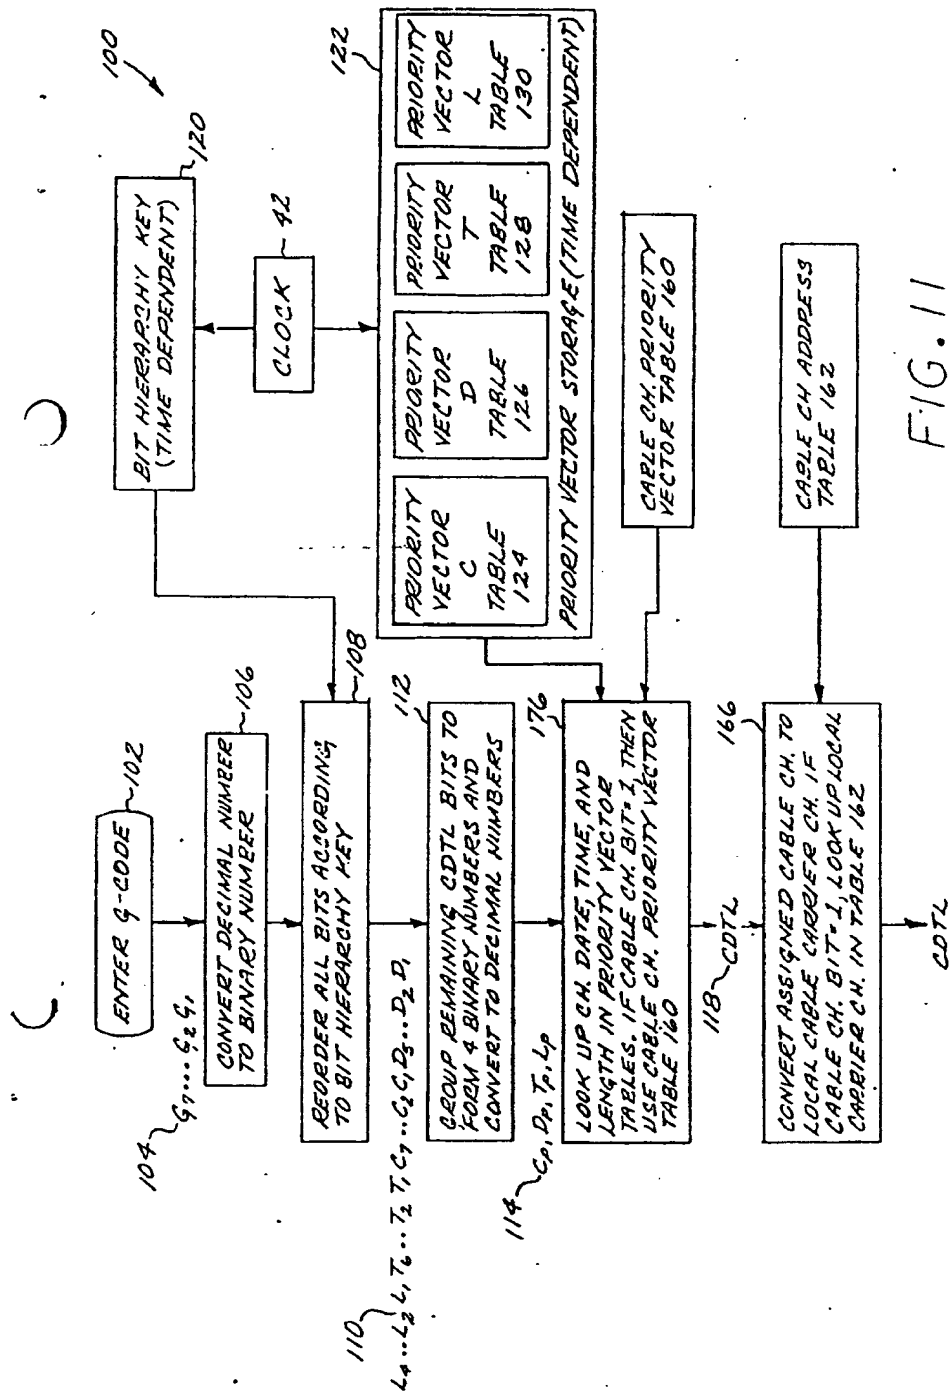 100
ENTER G-CODE
102
104
G7 .... G2 G1
CONVERT DECIMAL NUMBER
TO BINARY NUMBER
106
REORDER ALL BITS ACCORDING
TO BIT HIERARCHY KEY
108
110
L4 .. L2 L1 T6 .. T2 T1 C7 .. C2 C1 D5 .. D2 D1
GROUP REMAINING CDTL BITS TO
FORM 4 BINARY NUMBERS AND
CONVERT TO DECIMAL NUMBERS
112
114
Cp, Dp, Tp, Lp
LOOK UP CH. DATE, TIME, AND
LENGTH IN PRIORITY VECTOR
TABLES. IF CABLE CH. BIT = 1, THEN
USE CABLE CH. PRIORITY VECTOR
TABLE 160
176
118
CDTL
CONVERT ASSIGNED CABLE CH. TO
LOCAL CABLE CARRIER CH. IF
CABLE CH. BIT = 1, LOOK UP LOCAL
CARRIER CH. IN TABLE 162
166
CDTL
BIT HIERARCHY KEY
(TIME DEPENDENT)
120
CLOCK
42
122
PRIORITY
VECTOR
C
TABLE
124
PRIORITY
VECTOR
D
TABLE
126
PRIORITY
VECTOR
T
TABLE
128
PRIORITY
VECTOR
L
TABLE
130
PRIORITY VECTOR STORAGE (TIME DEPENDENT)
CABLE CH. PRIORITY
VECTOR TABLE 160
CABLE CH ADDRESS
TABLE 162
FIG. 11